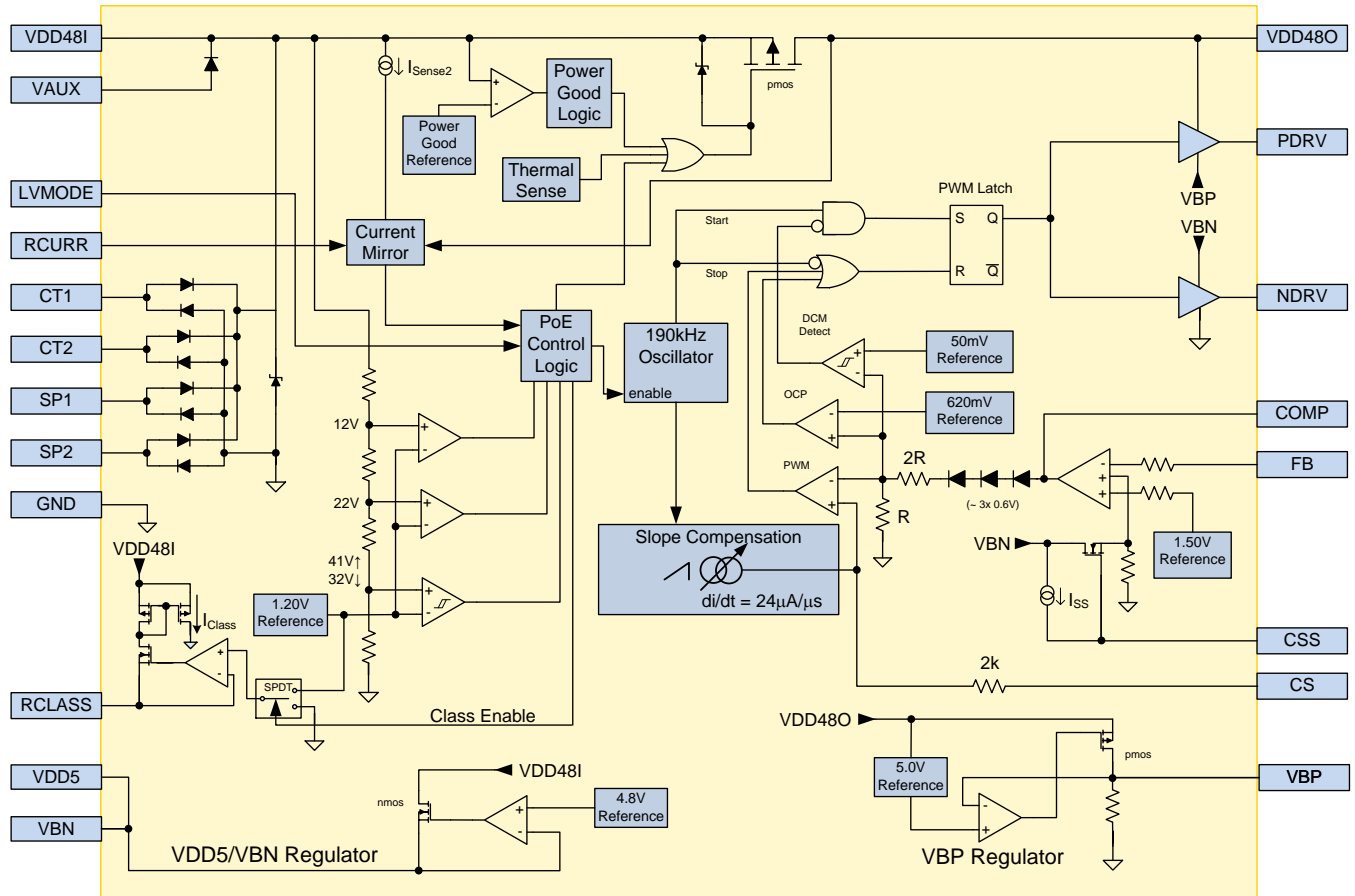 VDD48I
VAUX
LVMODE
RCURR
CT1
CT2
SP1
SP2
GND
RCLASS
VDD5
VBN
VDD48O
PDRV
NDRV
COMP
FB
CSS
CS
VBP
↓ ISense2
+
-
Power
Good
Logic
Power
Good
Reference
Thermal
Sense
pmos
Current
Mirror
PoE
Control
Logic
190kHz
Oscillator
enable
Start
Stop
PWM Latch
S
Q
R
Q
VBP
VBN
DCM
Detect
+
-
50mV
Reference
OCP
-
+
620mV
Reference
PWM
-
+
2R
R
(~ 3x 0.6V)
-
+
+
1.50V
Reference
VBN
↓ ISS
Slope Compensation
di/dt = 24µA/µs
2k
12V
+
-
22V
+
-
41V↑
32V↓
+
-
1.20V
Reference
VDD48I
IClass
+
-
SPDT
Class Enable
VDD48I
nmos
+
-
4.8V
Reference
VDD5/VBN Regulator
VDD48O
5.0V
Reference
-
+
pmos
VBP Regulator